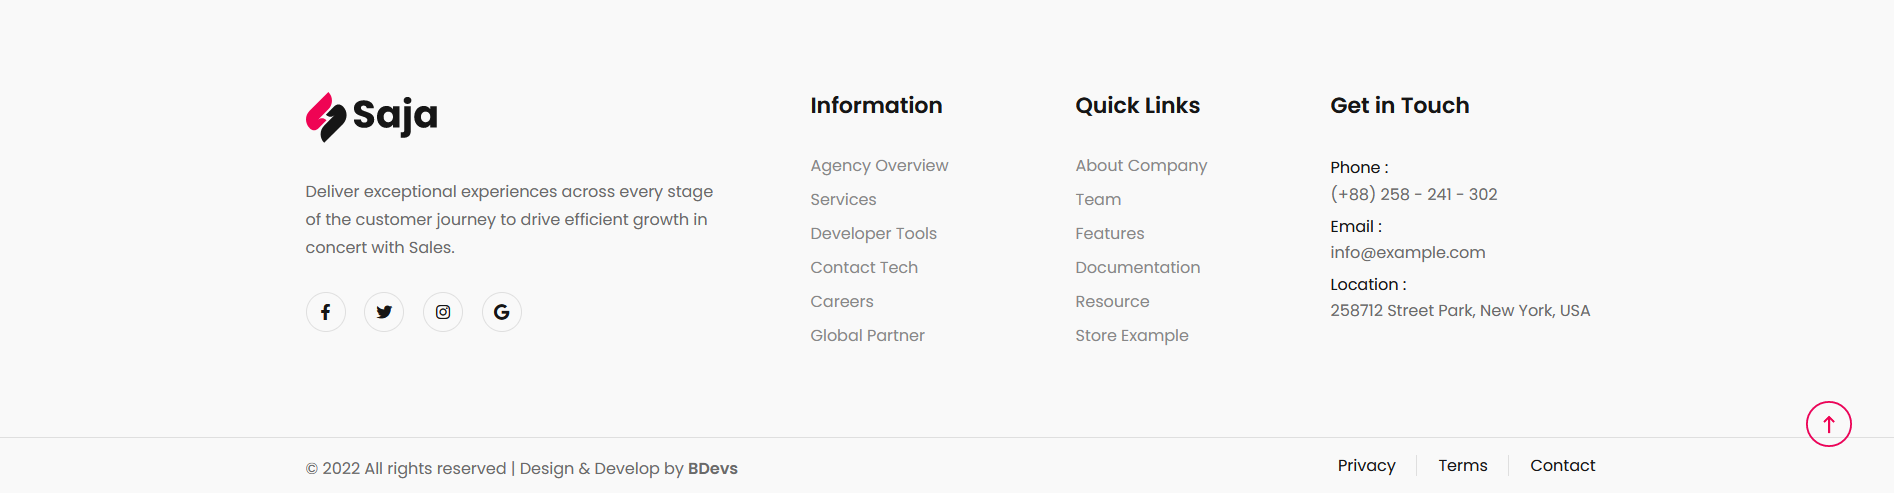 Saja
Deliver exceptional experiences across every stage
of the customer journey to drive efficient growth in
concert with Sales.
Information
Agency Overview
Services
Developer Tools
Contact Tech
Careers
Global Partner
Quick Links
About Company
Team
Features
Documentation
Resource
Store Example
Get in Touch
Phone :
(+88) 258 - 241 - 302
Email :
info@example.com
Location :
258712 Street Park, New York, USA
© 2022 All rights reserved | Design & Develop by BDevs
Privacy
Terms
Contact